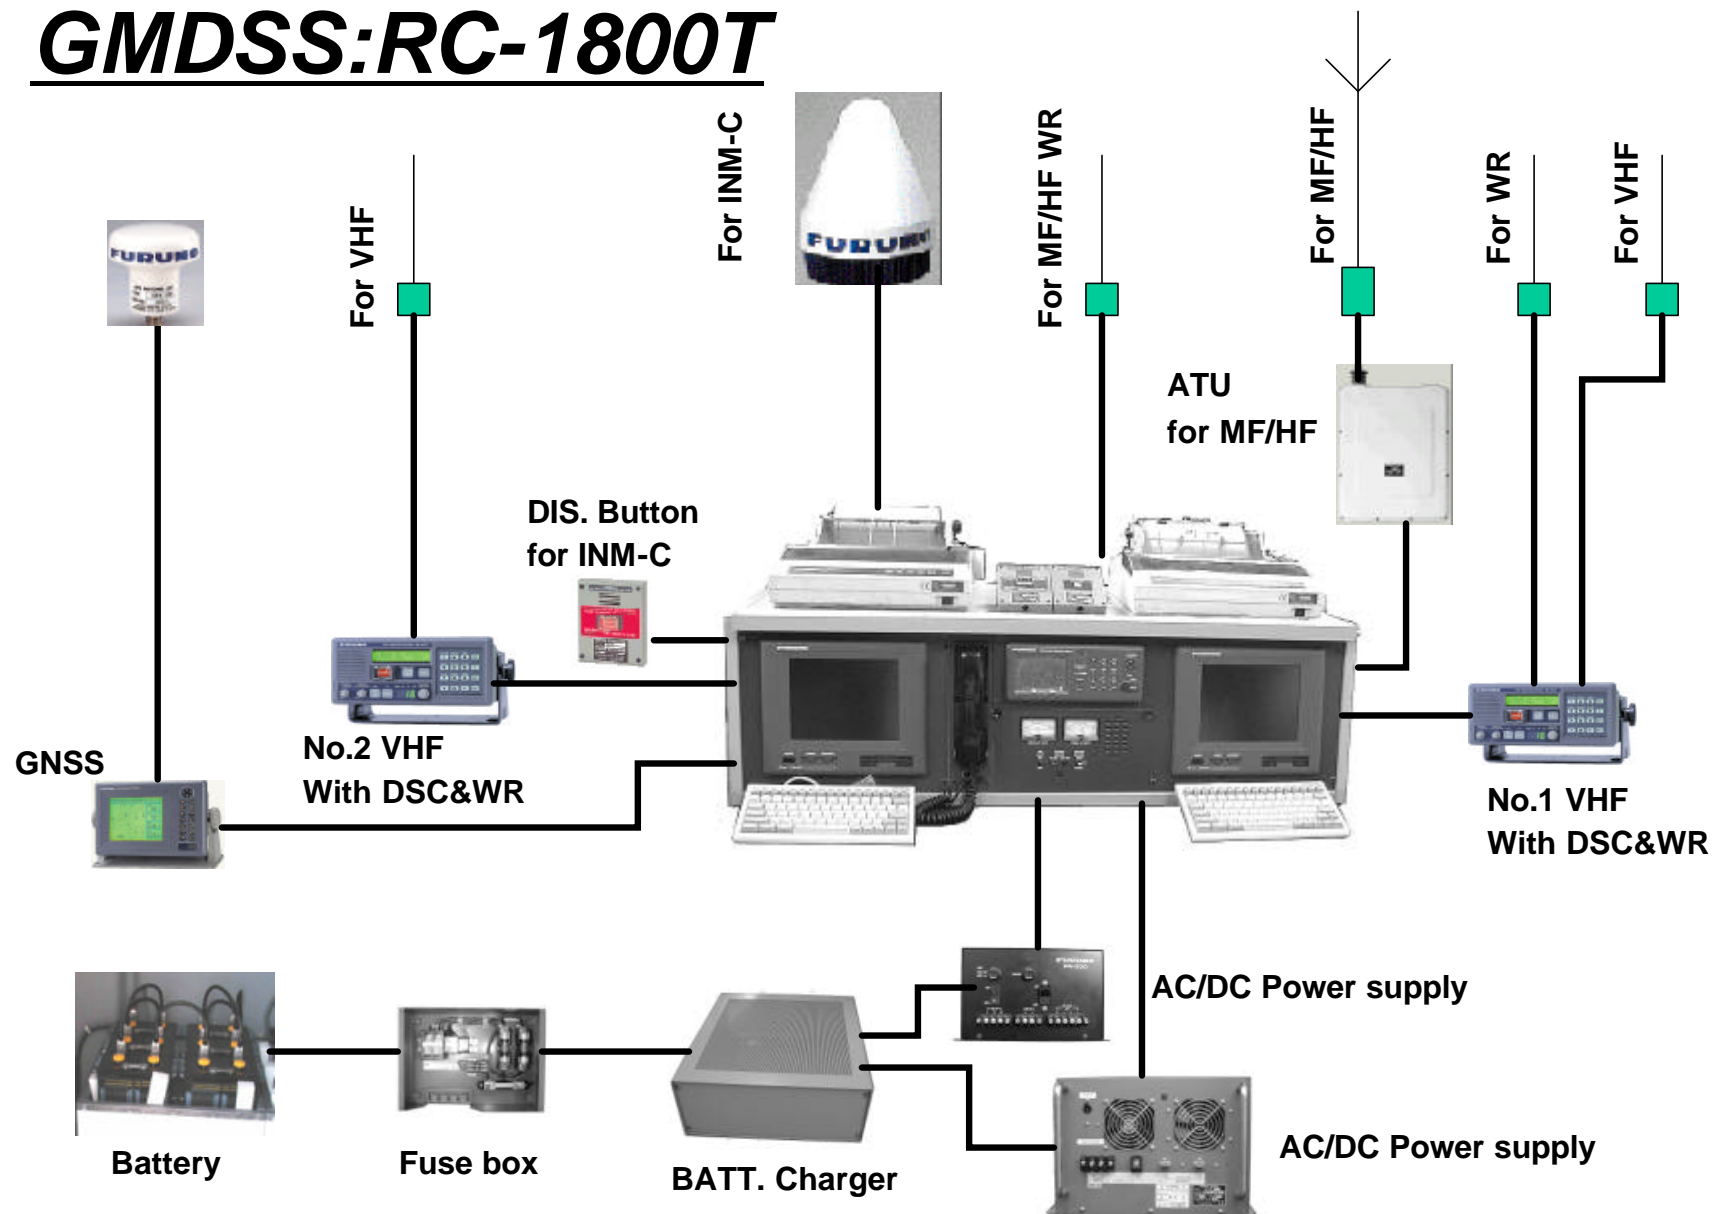 GMDSS:RC-1800T
For VHF
For INM-C
For MF/HF WR
For MF/HF
For WR
For VHF
FURUNO
FURUNO
ATU
for MF/HF
DIS. Button
for INM-C
GNSS
No.2 VHF
With DSC&WR
No.1 VHF
With DSC&WR
FURUNO
AC/DC Power supply
Battery
Fuse box
BATT. Charger
AC/DC Power supply